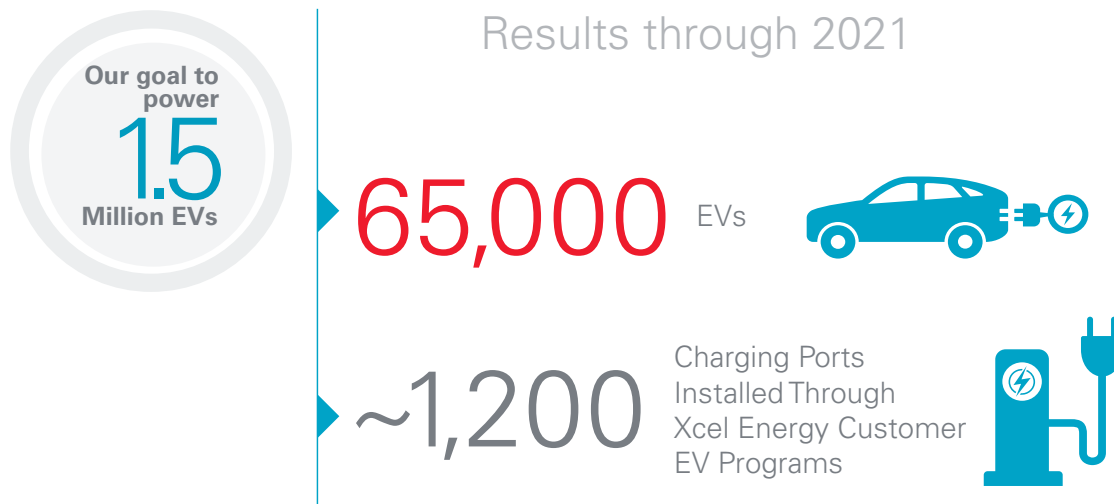 Our goal to
power
1.5
Million EVs
Results through 2021
65,000 EVs
~1,200
Charging Ports
Installed Through
Xcel Energy Customer
EV Programs